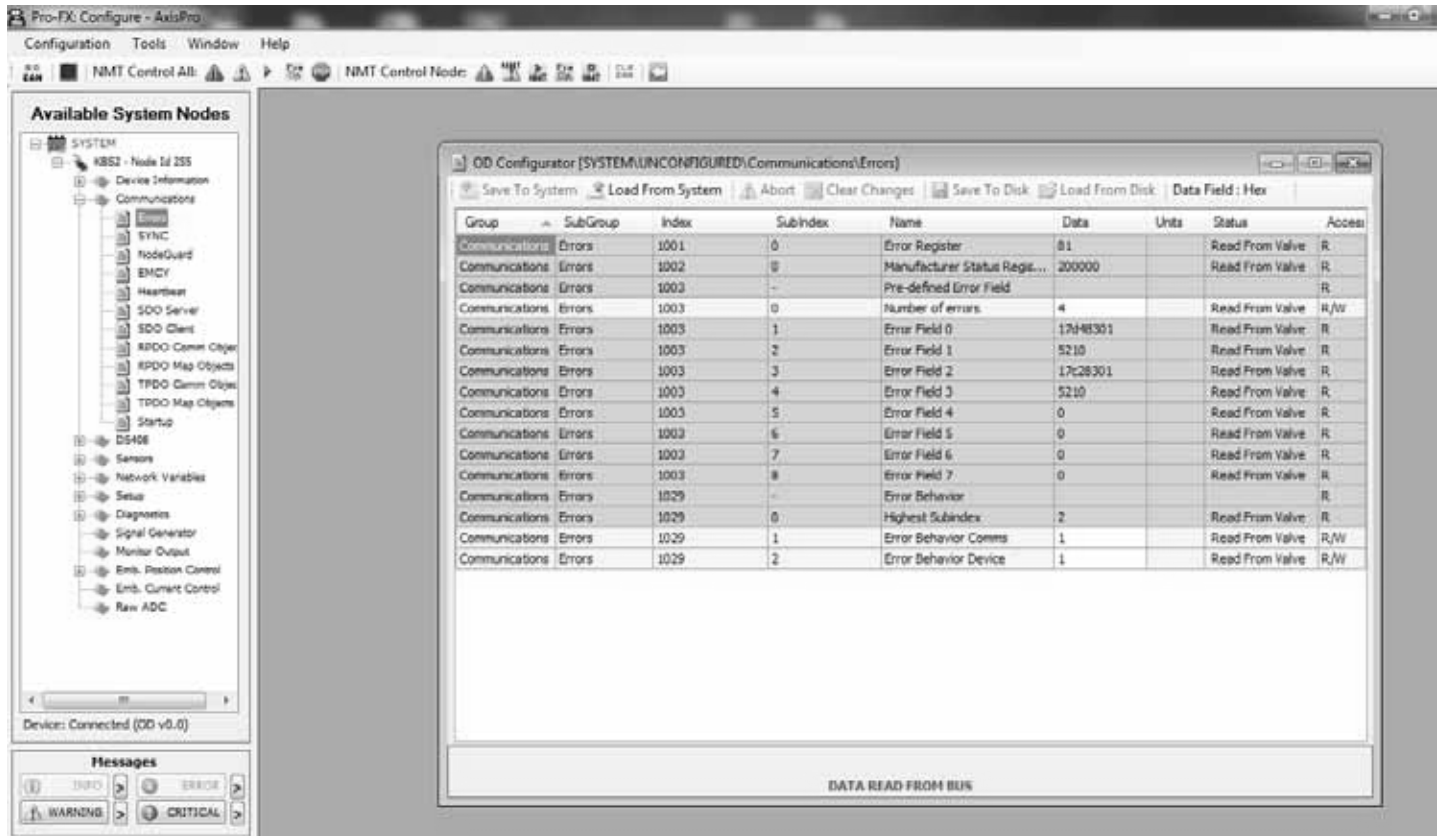 Pro-FX: Configure - AxisPro
Configuration Tools Window Help
NMT Control All: NMT Control Node:
Available System Nodes
SYSTEM
KBS2 - Node Id 255
Device Information
Communications
Errors
SYNC
NodeGuard
EMCY
Heartbeat
SDO Server
SDO Client
RPDO Comm Objec
RPDO Map Objects
TPDO Comm Objec
TPDO Map Objects
Startup
DS408
Sensors
Network Variables
Setup
Diagnostics
Signal Generator
Monitor Output
Emb. Position Control
Emb. Current Control
Raw ADC
Device: Connected (OD v0.0)
Messages
INFO > ERROR >
WARNING > CRITICAL >
OD Configurator [SYSTEM\UNCONFIGURED\Communications\Errors]
Save To System Load From System Abort Clear Changes Save To Disk Load From Disk Data Field : Hex
Group SubGroup Index SubIndex Name Data Units Status Access
Communications Errors 1001 0 Error Register 81 Read From Valve R
Communications Errors 1002 0 Manufacturer Status Regis... 200000 Read From Valve R
Communications Errors 1003 - Pre-defined Error Field R
Communications Errors 1003 0 Number of errors 4 Read From Valve R/W
Communications Errors 1003 1 Error Field 0 17d48301 Read From Valve R
Communications Errors 1003 2 Error Field 1 5210 Read From Valve R
Communications Errors 1003 3 Error Field 2 17c28301 Read From Valve R
Communications Errors 1003 4 Error Field 3 5210 Read From Valve R
Communications Errors 1003 5 Error Field 4 0 Read From Valve R
Communications Errors 1003 6 Error Field 5 0 Read From Valve R
Communications Errors 1003 7 Error Field 6 0 Read From Valve R
Communications Errors 1003 8 Error Field 7 0 Read From Valve R
Communications Errors 1029 - Error Behavior R
Communications Errors 1029 0 Highest Subindex 2 Read From Valve R
Communications Errors 1029 1 Error Behavior Comms 1 Read From Valve R/W
Communications Errors 1029 2 Error Behavior Device 1 Read From Valve R/W
DATA READ FROM BUS